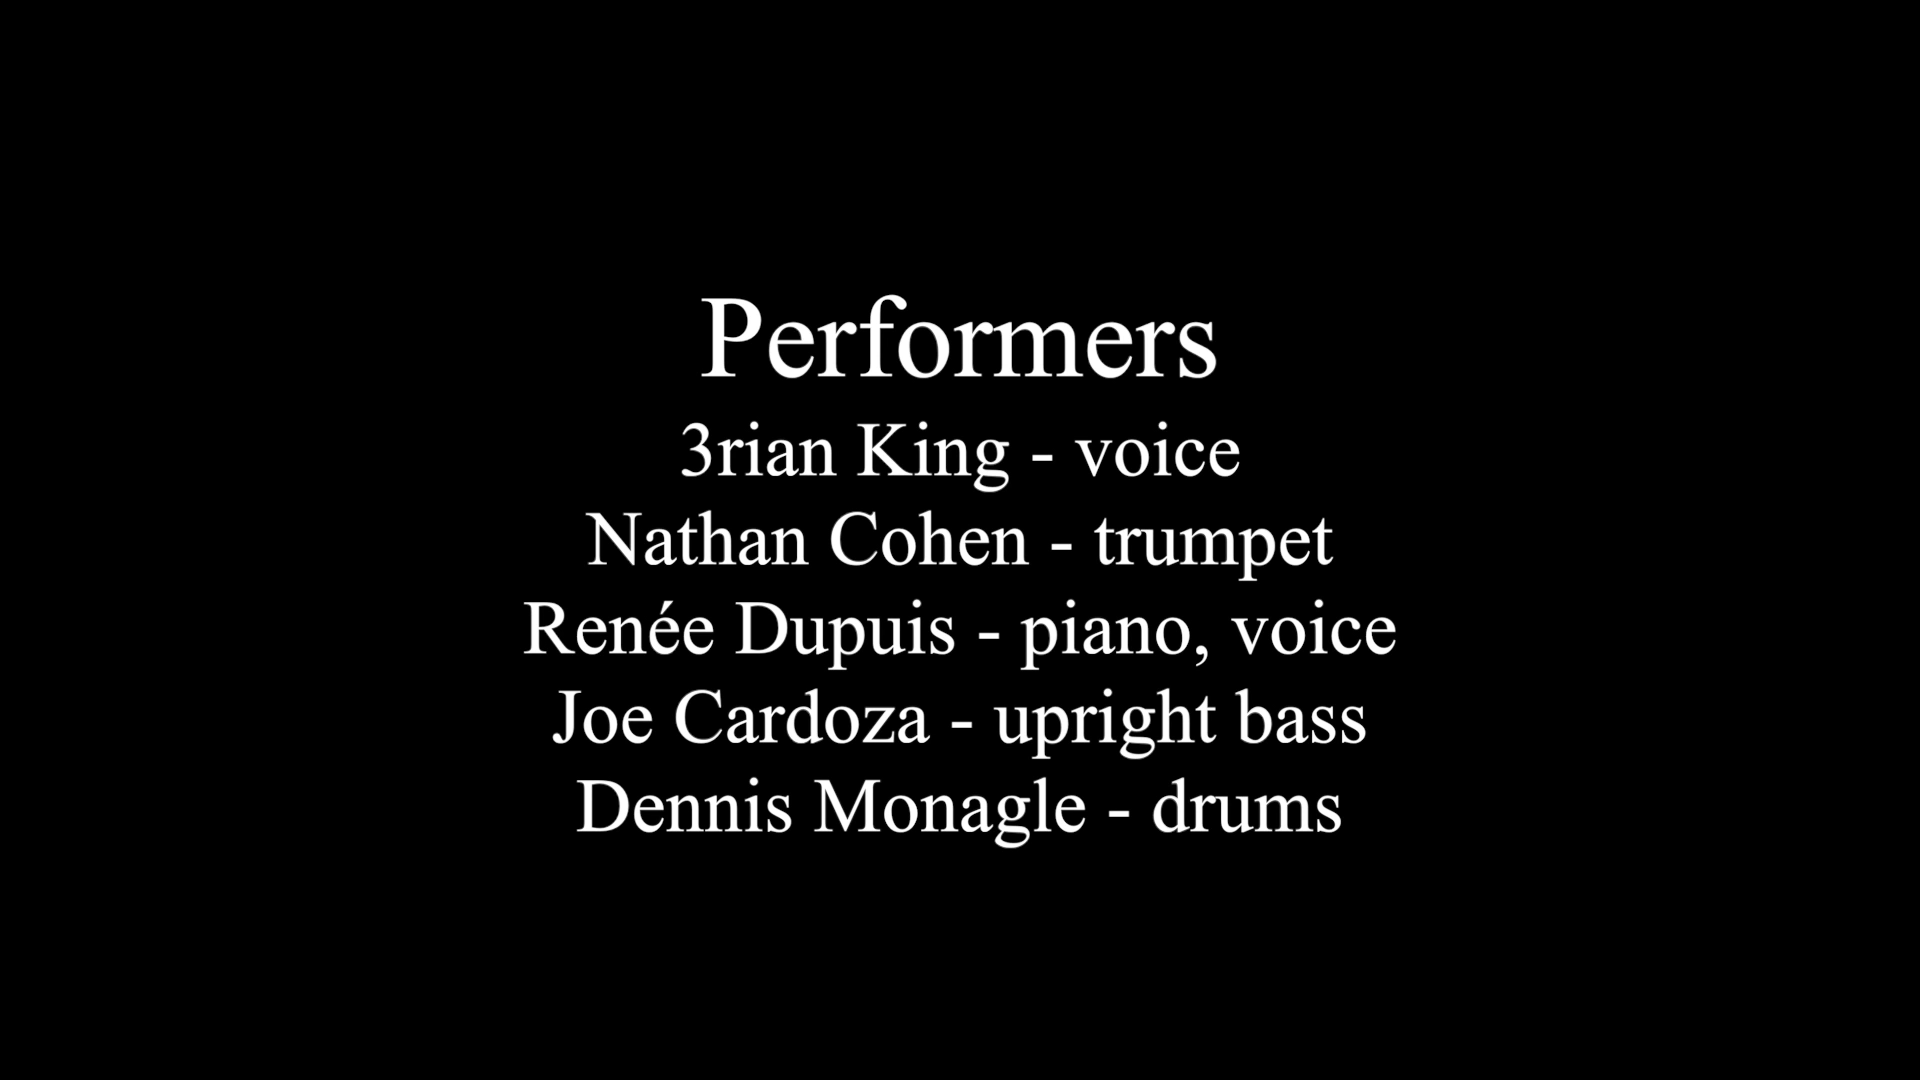 Performers
3rian King - voice
Nathan Cohen - trumpet
Renée Dupuis - piano, voice
Joe Cardoza - upright bass
Dennis Monagle - drums